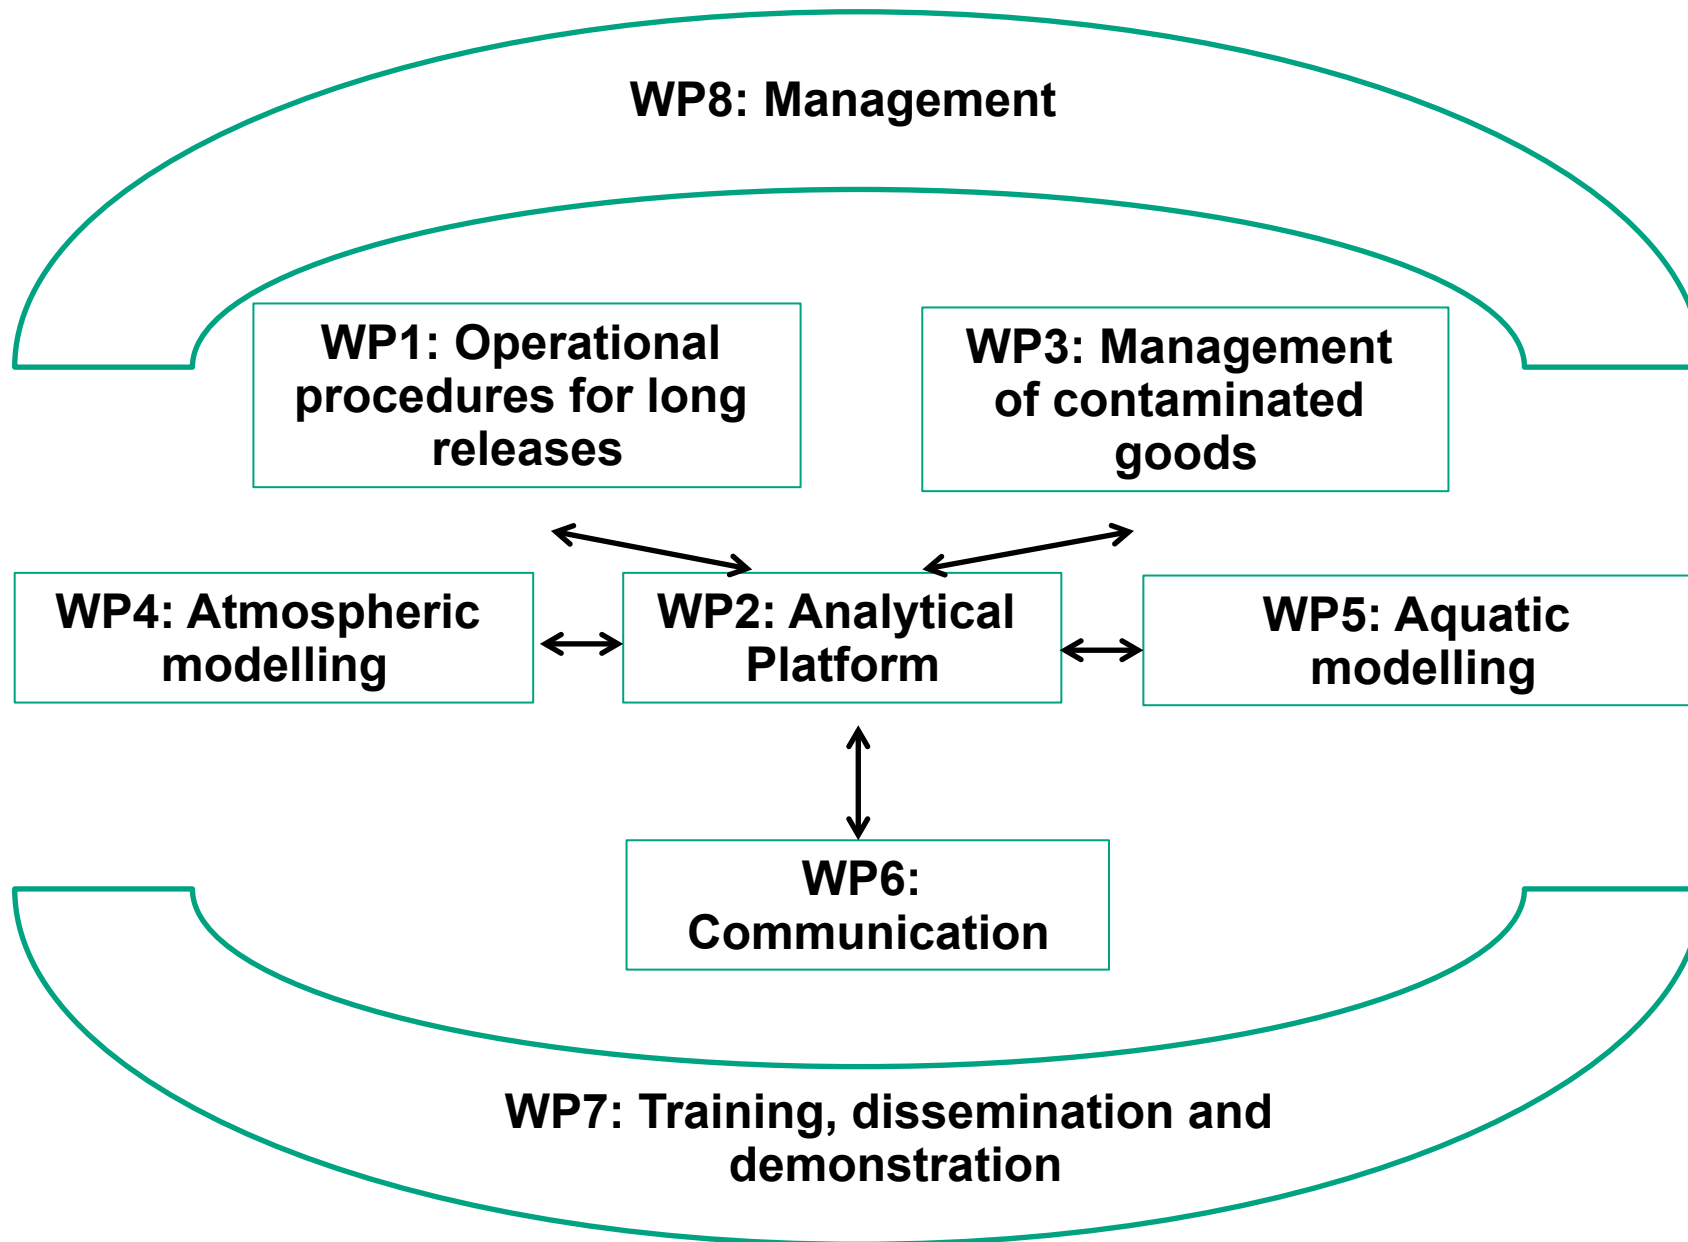 WP8: Management
WP1: Operational
procedures for long
releases
WP3: Management
of contaminated
goods
WP4: Atmospheric
modelling
WP2: Analytical
Platform
WP5: Aquatic
modelling
WP6:
Communication
WP7: Training, dissemination and
demonstration